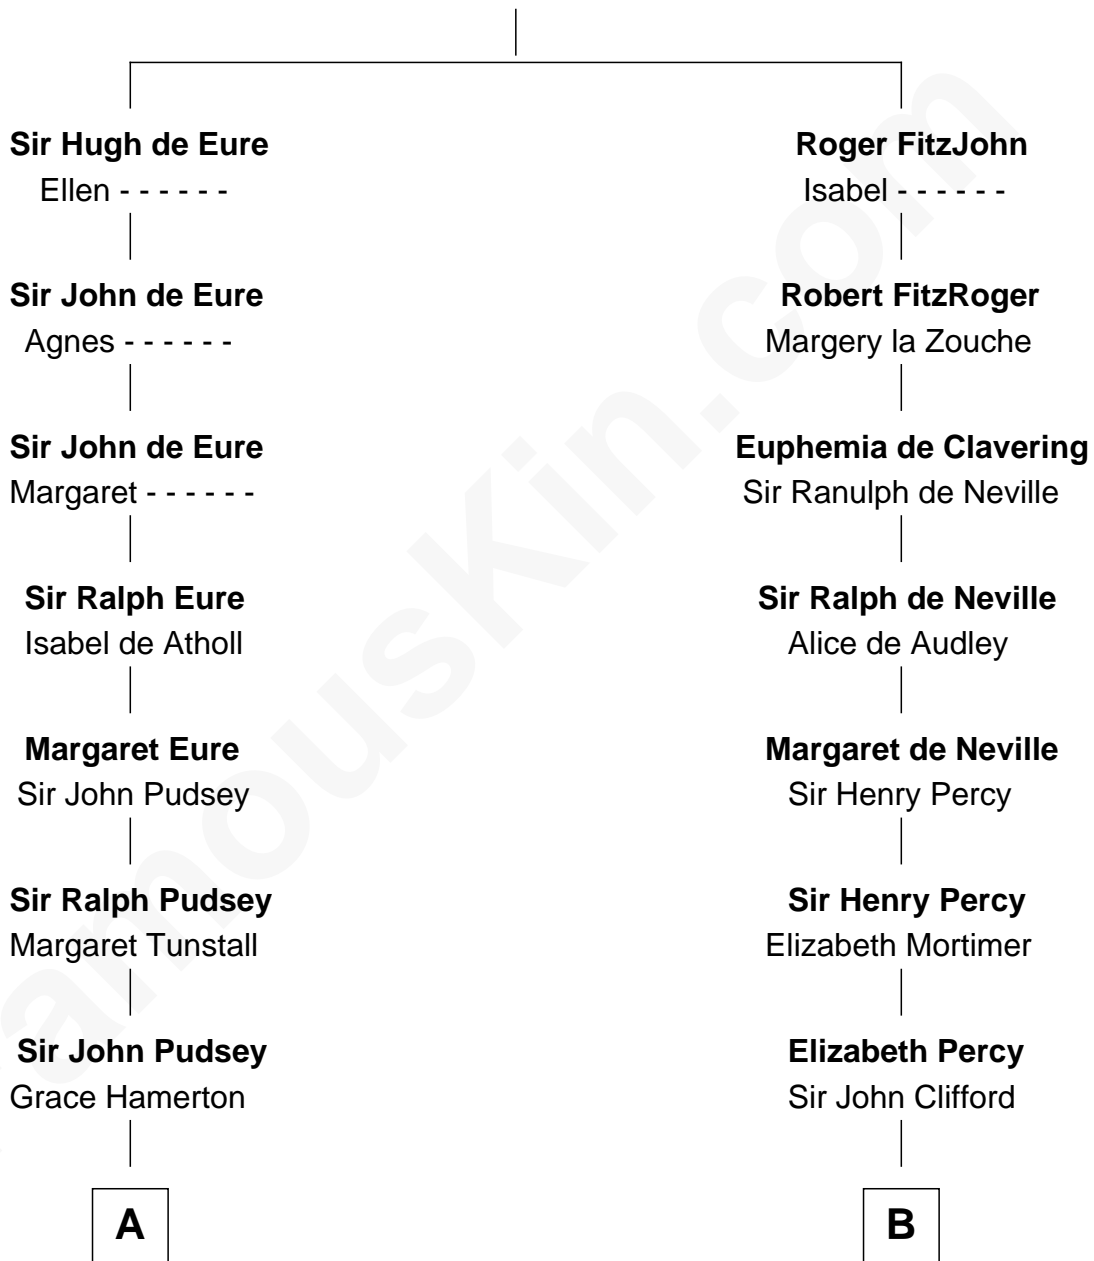 Sir Hugh de Eure
Ellen - - - - - -
Sir John de Eure
Agnes - - - - - -
Sir John de Eure
Margaret - - - - - -
Sir Ralph Eure
Isabel de Atholl
Margaret Eure
Sir John Pudsey
Sir Ralph Pudsey
Margaret Tunstall
Sir John Pudsey
Grace Hamerton
A
Roger FitzJohn
Isabel - - - - - -
Robert FitzRoger
Margery la Zouche
Euphemia de Clavering
Sir Ranulph de Neville
Sir Ralph de Neville
Alice de Audley
Margaret de Neville
Sir Henry Percy
Sir Henry Percy
Elizabeth Mortimer
Elizabeth Percy
Sir John Clifford
B
amouskin.com